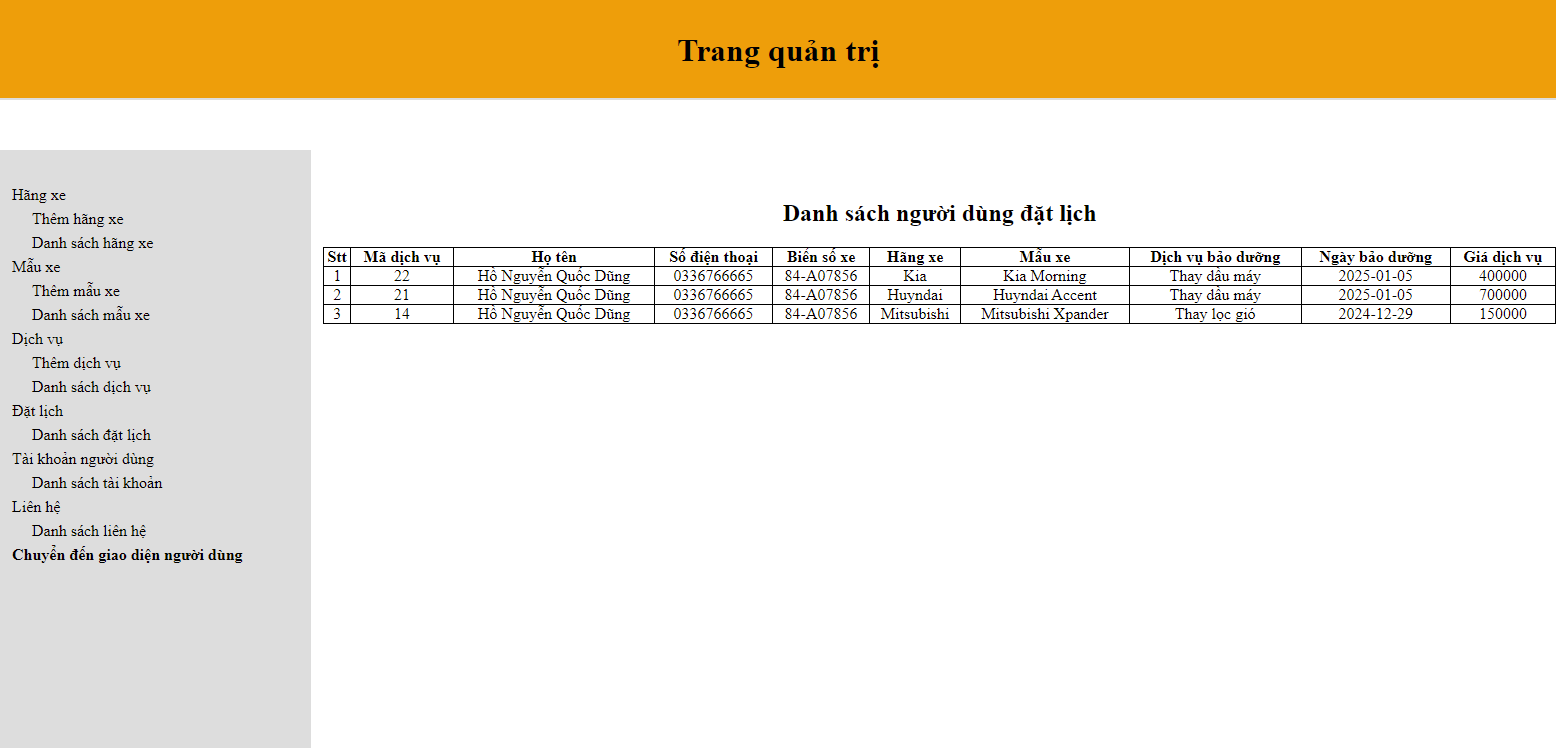 Trang quản trị
Hãng xe
Thêm hãng xe
Danh sách hãng xe
Mẫu xe
Thêm mẫu xe
Danh sách mẫu xe
Dịch vụ
Thêm dịch vụ
Danh sách dịch vụ
Đặt lịch
Danh sách đặt lịch
Tài khoản người dùng
Danh sách tài khoản
Liên hệ
Danh sách liên hệ
Chuyển đến giao diện người dùng
Danh sách người dùng đặt lịch
Stt Mã dịch vụ Họ tên Số điện thoại Biển số xe Hãng xe Mẫu xe Dịch vụ bảo dưỡng Ngày bảo dưỡng Giá dịch vụ
1 22 Hồ Nguyễn Quốc Dũng 0336766665 84-A07856 Kia Kia Morning Thay dầu máy 2025-01-05 400000
2 21 Hồ Nguyễn Quốc Dũng 0336766665 84-A07856 Huyndai Huyndai Accent Thay dầu máy 2025-01-05 700000
3 14 Hồ Nguyễn Quốc Dũng 0336766665 84-A07856 Mitsubishi Mitsubishi Xpander Thay lọc gió 2024-12-29 150000